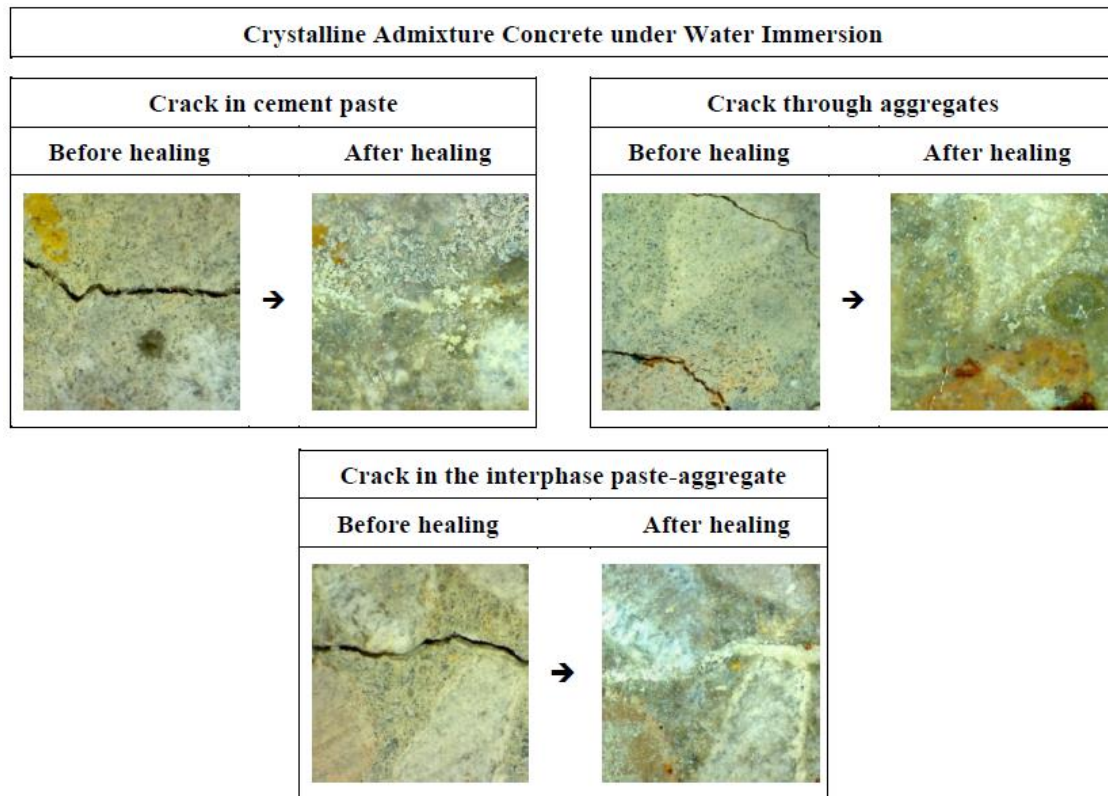 Crystalline Admixture Concrete under Water Immersion
Crack in cement paste
Before healing → After healing
Crack through aggregates
Before healing → After healing
Crack in the interphase paste-aggregate
Before healing → After healing